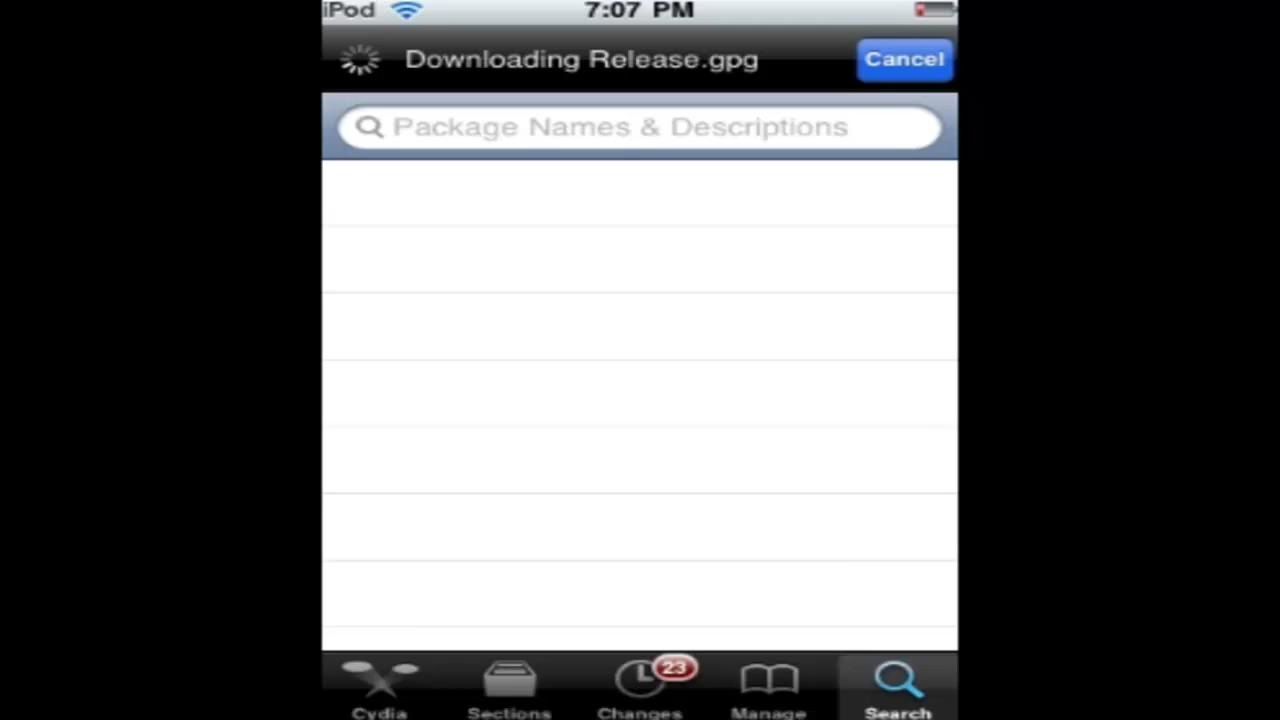 iPod 7:07 PM
Downloading Release.gpg Cancel
Package Names & Descriptions
23
Cydia Sections Changes Manage Search